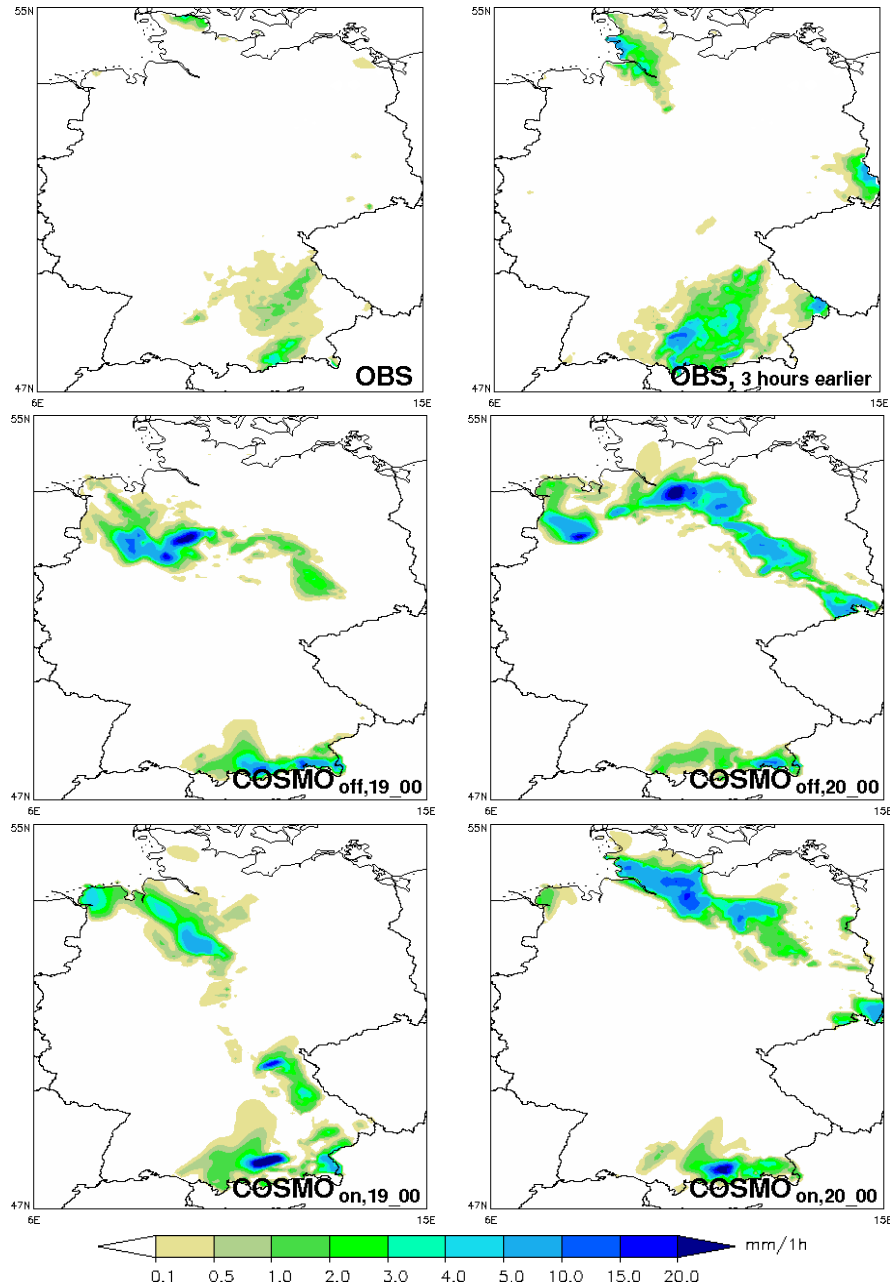 55N
OBS
47N
6E
15E
55N
OBS, 3 hours earlier
47N
6E
15E
55N
COSMO off,19_00
47N
6E
15E
55N
COSMO off,20_00
47N
6E
15E
55N
COSMO on,19_00
47N
6E
15E
55N
COSMO on,20_00
47N
6E
15E
mm/1h
0.1 0.5 1.0 2.0 3.0 4.0 5.0 10.0 15.0 20.0